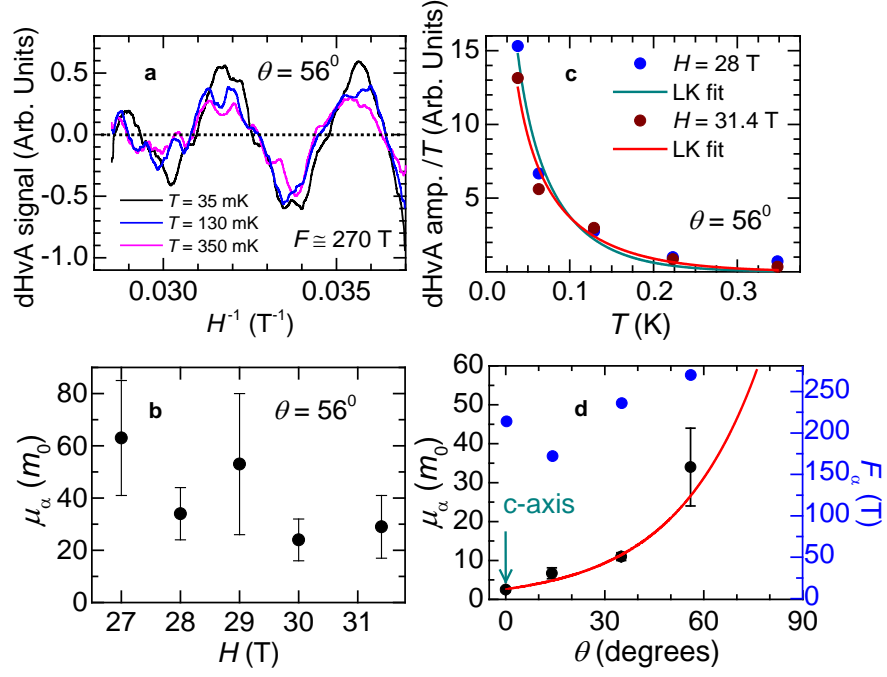 a
θ = 56⁰
0.5
0.0
-0.5
-1.0
dHvA signal (Arb. Units)
T = 35 mK
T = 130 mK
T = 350 mK
F ≅ 270 T
0.030
0.035
H⁻¹ (T⁻¹)
c
15
10
5
dHvA amp. /T (Arb. Units)
H = 28 T
LK fit
H = 31.4 T
LK fit
θ = 56⁰
0.0
0.1
0.2
0.3
T (K)
b
θ = 56⁰
80
60
40
20
0
μα (m₀)
27
28
29
30
31
H (T)
d
60
50
40
30
20
10
0
μα (m₀)
c-axis
250
200
150
100
50
0
Fα (T)
0
30
60
90
θ (degrees)